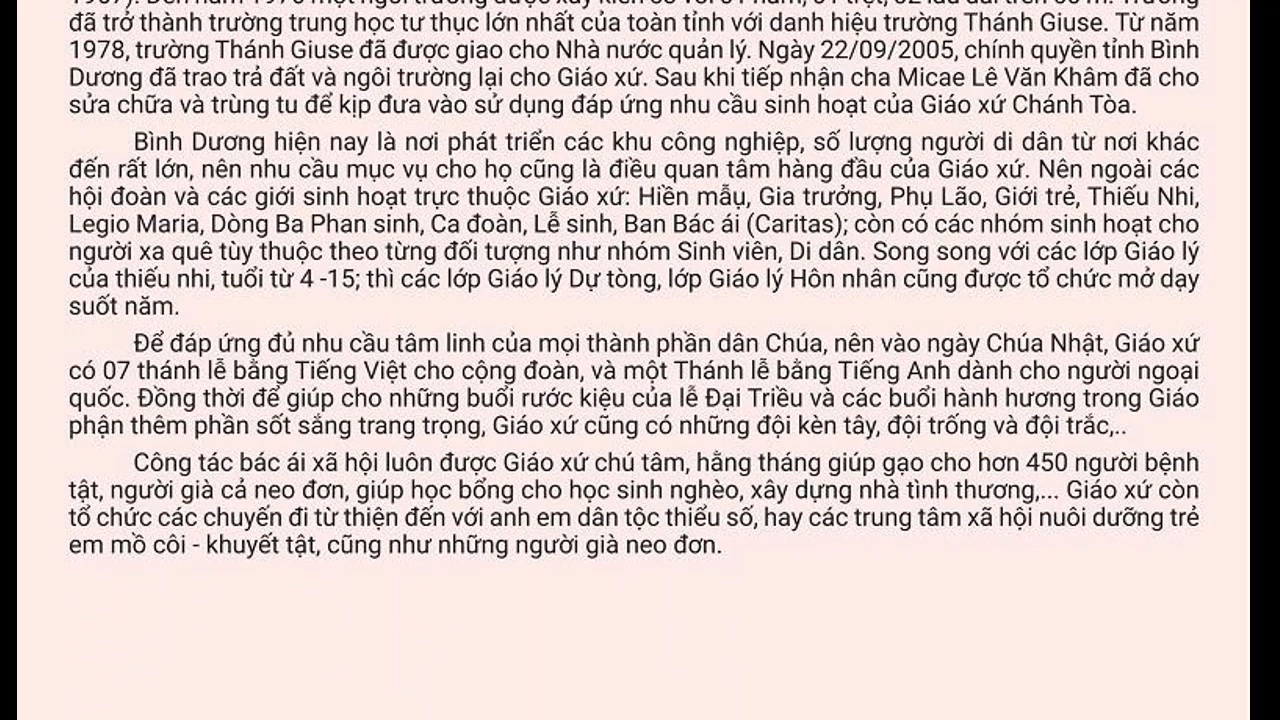 đã trở thành trường trung học tư thục lớn nhất của toàn tỉnh với danh hiệu trường Thánh Giuse. Từ năm
1978, trường Thánh Giuse đã được giao cho Nhà nước quản lý. Ngày 22/09/2005, chính quyền tỉnh Bình
Dương đã trao trả đất và ngôi trường lại cho Giáo xứ. Sau khi tiếp nhận cha Micae Lê Văn Khâm đã cho
sửa chữa và trùng tu để kịp đưa vào sử dụng đáp ứng nhu cầu sinh hoạt của Giáo xứ Chánh Tòa.
Bình Dương hiện nay là nơi phát triển các khu công nghiệp, số lượng người di dân từ nơi khác
đến rất lớn, nên nhu cầu mục vụ cho họ cũng là điều quan tâm hàng đầu của Giáo xứ. Nên ngoài các
hội đoàn và các giới sinh hoạt trực thuộc Giáo xứ: Hiền mẫu, Gia trưởng, Phụ Lão, Giới trẻ, Thiếu Nhi,
Legio Maria, Dòng Ba Phan sinh, Ca đoàn, Lễ sinh, Ban Bác ái (Caritas); còn có các nhóm sinh hoạt cho
người xa quê tùy thuộc theo từng đối tượng như nhóm Sinh viên, Di dân. Song song với các lớp Giáo lý
của thiếu nhi, tuổi từ 4 -15; thì các lớp Giáo lý Dự tòng, lớp Giáo lý Hôn nhân cũng được tổ chức mở dạy
suốt năm.
Để đáp ứng đủ nhu cầu tâm linh của mọi thành phần dân Chúa, nên vào ngày Chúa Nhật, Giáo xứ
có 07 thánh lễ bằng Tiếng Việt cho cộng đoàn, và một Thánh lễ bằng Tiếng Anh dành cho người ngoại
quốc. Đồng thời để giúp cho những buổi rước kiệu của lễ Đại Triều và các buổi hành hương trong Giáo
phận thêm phần sốt sắng trang trọng, Giáo xứ cũng có những đội kèn tây, đội trống và đội trắc,..
Công tác bác ái xã hội luôn được Giáo xứ chú tâm, hằng tháng giúp gạo cho hơn 450 người bệnh
tật, người già cả neo đơn, giúp học bổng cho học sinh nghèo, xây dựng nhà tình thương,... Giáo xứ còn
tổ chức các chuyến đi từ thiện đến với anh em dân tộc thiểu số, hay các trung tâm xã hội nuôi dưỡng trẻ
em mồ côi - khuyết tật, cũng như những người già neo đơn.